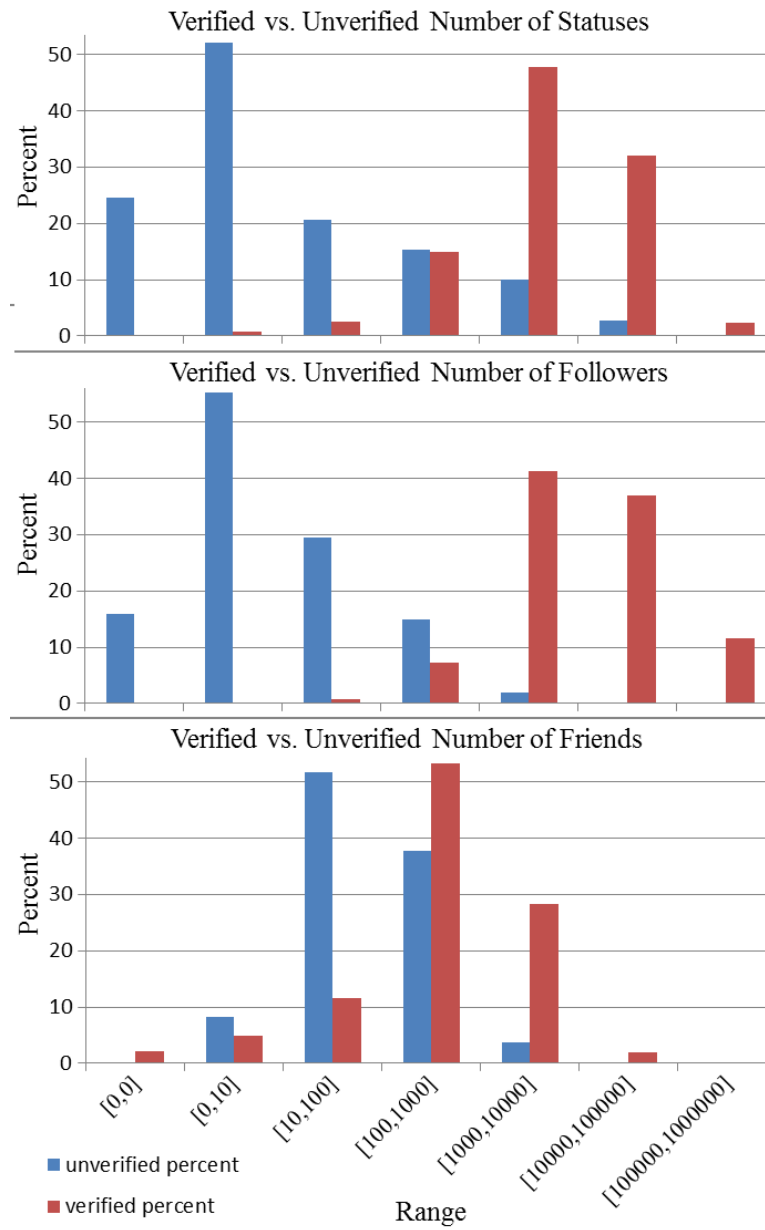 Verified vs. Unverified Number of Statuses
50
40
30
20
10
0
Percent
Verified vs. Unverified Number of Followers
50
40
30
20
10
0
Percent
Verified vs. Unverified Number of Friends
50
40
30
20
10
0
Percent
[0,0]
[0,10]
[10,100]
[100,1000]
[1000,10000]
[10000,100000]
[100000,1000000]
unverified percent
verified percent
Range